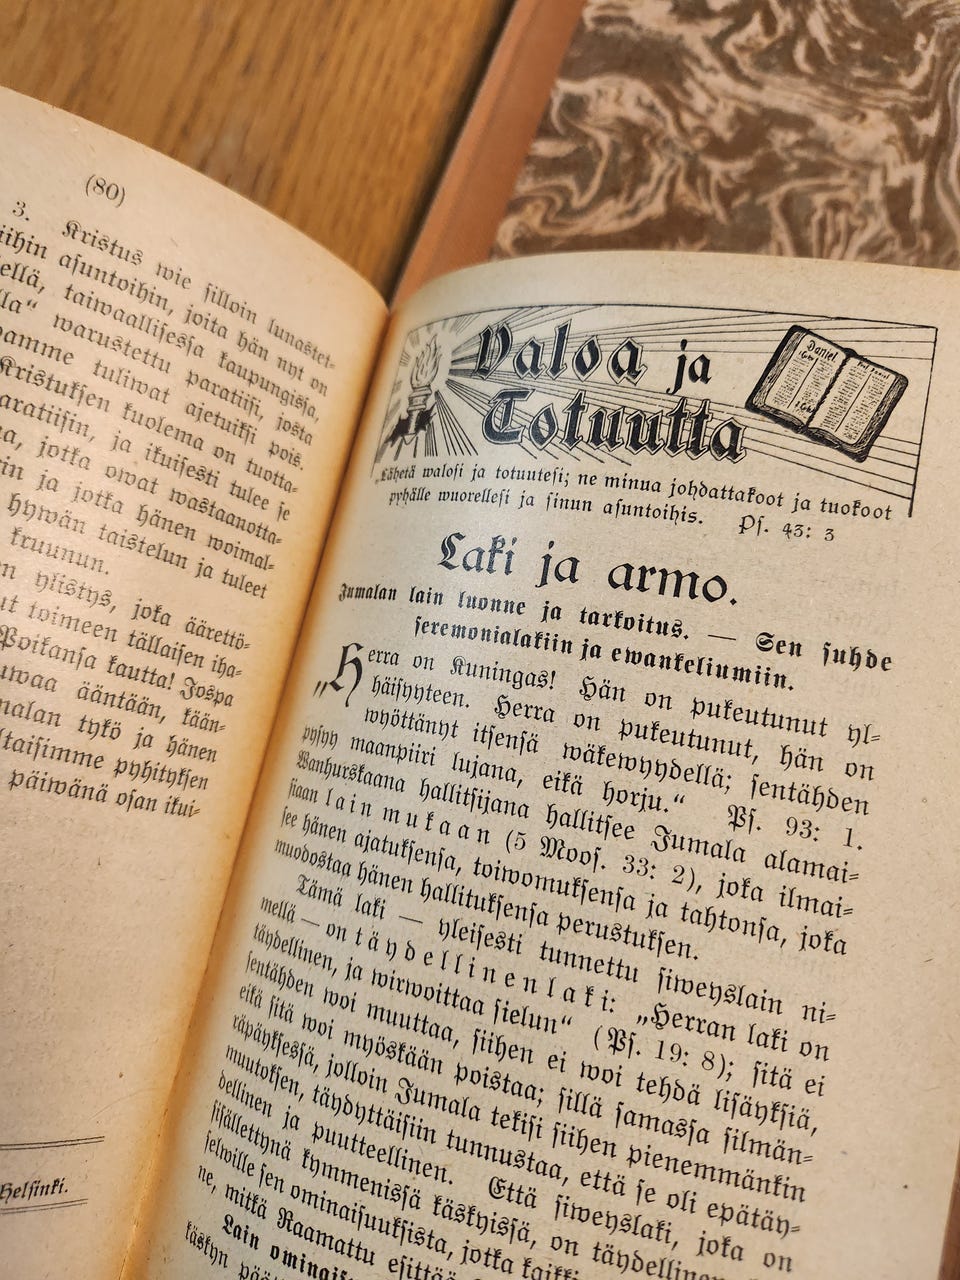 (80)
3. Kristus wie silloin lunastet-
asuntoihin, joita hän nyt on
taiwaallisessa kaupungissa,
warustettu paratiisi, josta
tuliwat ajetuiksi pois.
Kristuksen kuolema on tuotta-
ja ikuisesti tulee se
jotka omat wastaanotta-
ja jotka hänen woimal-
hywän taistelun ja tuleet
kruunun.
ylistys, joka äärettö-
toimeen tällaisen iha-
Poikansa kautta! Jospa
ääntään, kään-
tykö ja hänen
pyhityksen
päiwänä osan ikui-
Helsinki.
Valoa ja
Totuutta
Daniel.
„Lähetä walosi ja totuutesi; ne minua johdattakoot ja tuokoot
pyhälle wuorellesi ja sinun asuntoihis. Ps. 43: 3
Laki ja armo.
Jumalan lain luonne ja tarkoitus. — Sen suhde
seremonialakiin ja ewankeliumiin.
„Herra on Kuningas! Hän on pukeutunut yl-
häisyyteen. Herra on pukeutunut, hän on
wyöttänyt itsensä wäkewyydellä; sentähden
pysyy maanpiiri lujana, eikä horju.“ Ps. 93: 1.
Wanhurskaana hallitsijana hallitsee Jumala alamai-
siaan lain mukaan (5 Moos. 33: 2), joka ilmai-
see hänen ajatuksensa, toiwomuksensa ja tahtonsa, joka
muodostaa hänen hallituksensa perustuksen.
Tämä laki — yleisesti tunnettu siweyslain ni-
mellä — on täydellinen laki: „Herran laki on
täydellinen, ja wirwoittaa sielun“ (Ps. 19: 8); sitä ei
sentähden woi muuttaa, siihen ei woi tehdä lisäyksiä,
eikä sitä woi myöskään poistaa; sillä samassa silmän-
räpäyksessä, jolloin Jumala tekisi siihen pienemmänkin
muutoksen, täydyttäisiin tunnustaa, että se oli epätäy-
dellinen ja puutteellinen. Että siweyslaki, joka on
sisällettynä kymmenissä käskyissä, on täydellinen
selwille sen ominaisuuksista, jotka kaikki
ne, mitkä Raamattu esittää
Lain
käskyn